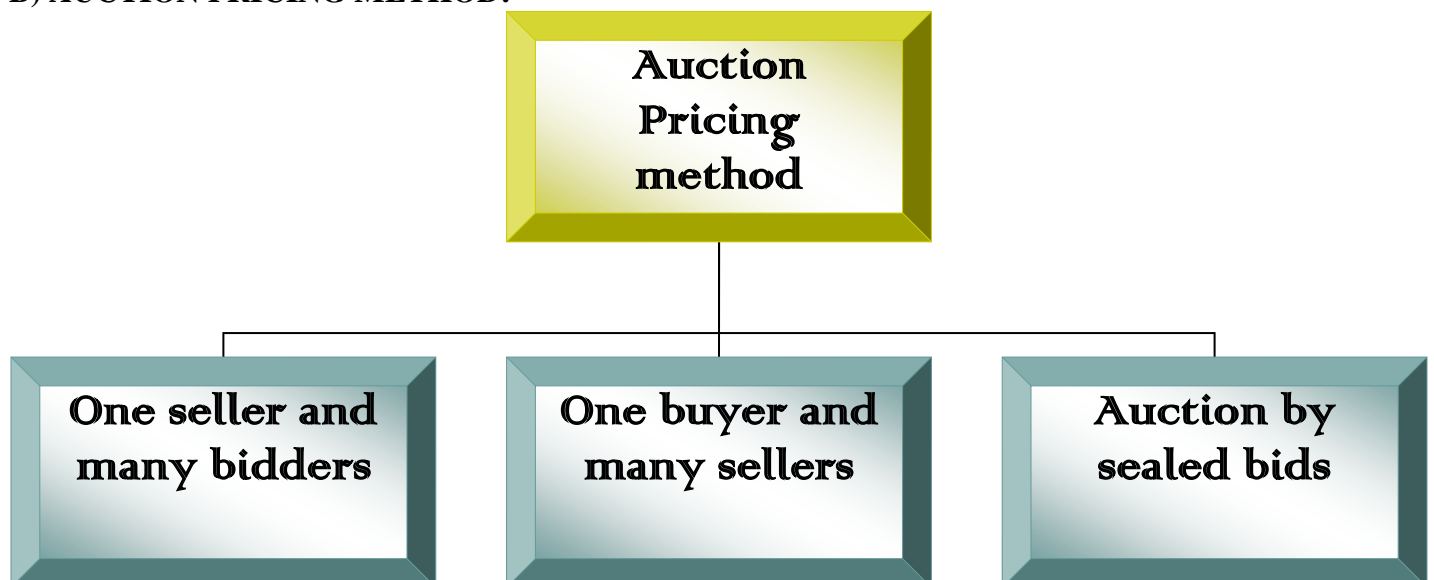 Auction
Pricing
method
One seller and
many bidders
One buyer and
many sellers
Auction by
sealed bids